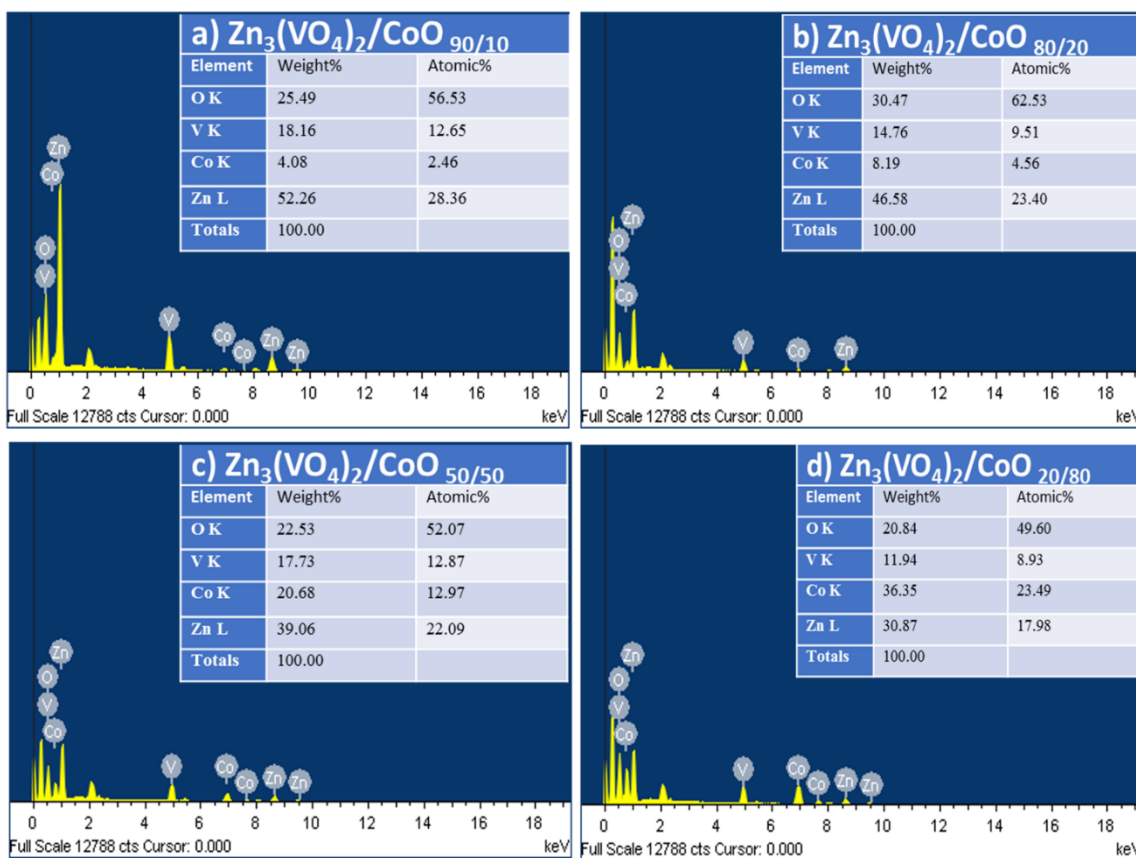 a) Zn₃(VO₄)₂/CoO 90/10
Element Weight% Atomic%
O K 25.49 56.53
V K 18.16 12.65
Co K 4.08 2.46
Zn L 52.26 28.36
Totals 100.00
Zn
Co
O
V
V
Co
Co
Zn
Zn
0 2 4 6 8 10 12 14 16 18
Full Scale 12788 cts Cursor: 0.000 keV
b) Zn₃(VO₄)₂/CoO 80/20
Element Weight% Atomic%
O K 30.47 62.53
V K 14.76 9.51
Co K 8.19 4.56
Zn L 46.58 23.40
Totals 100.00
Zn
O
V
Co
V
Co
Zn
0 2 4 6 8 10 12 14 16 18
Full Scale 12788 cts Cursor: 0.000 keV
c) Zn₃(VO₄)₂/CoO 50/50
Element Weight% Atomic%
O K 22.53 52.07
V K 17.73 12.87
Co K 20.68 12.97
Zn L 39.06 22.09
Totals 100.00
Zn
O
V
Co
V
Co
Co
Zn
Zn
0 2 4 6 8 10 12 14 16 18
Full Scale 12788 cts Cursor: 0.000 keV
d) Zn₃(VO₄)₂/CoO 20/80
Element Weight% Atomic%
O K 20.84 49.60
V K 11.94 8.93
Co K 36.35 23.49
Zn L 30.87 17.98
Totals 100.00
Zn
O
V
Co
V
Co
Co
Zn
Zn
0 2 4 6 8 10 12 14 16 18
Full Scale 12788 cts Cursor: 0.000 keV